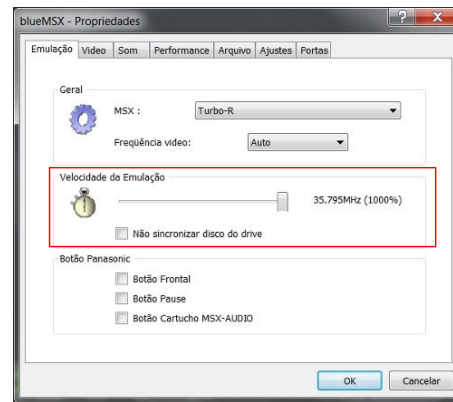 blueMSX - Propriedades
Emulação Video Som Performance Arquivo Ajustes Portas
Geral
MSX : Turbo-R
Freqüência video: Auto
Velocidade da Emulação
35.795MHz (1000%)
Não sincronizar disco do drive
Botão Panasonic
Botão Frontal
Botão Pause
Botão Cartucho MSX-AUDIO
OK Cancelar